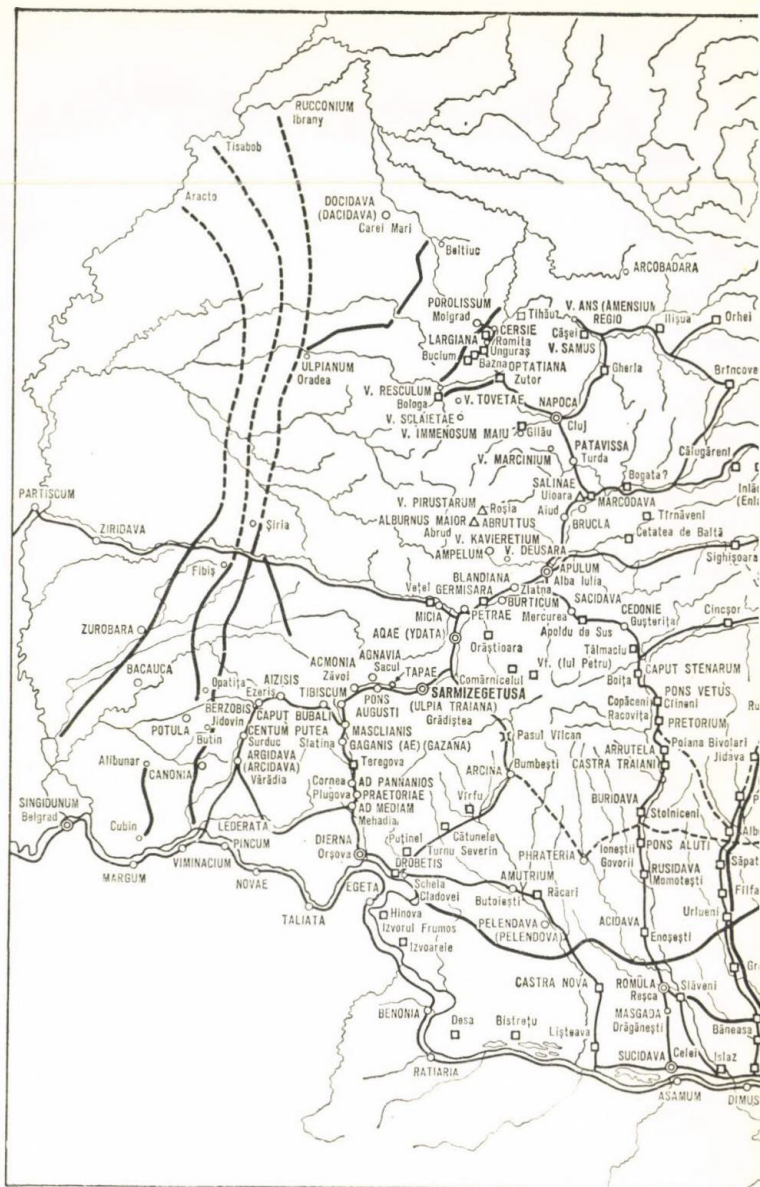 RUCCONIUM
Ibrany
Tisabob
Aracto
DOCIDAVA
(DACIDAVA)
Carei Mari
Beltiuc
ARCOBADARA
POROLISSUM
Moigrad
Tihău
V. ANS (AMENSIUM
REGIO
Ilişua
Orhei
CERSIE
Căşei
LARGIANA
Romita
V. SAMUS
Bucium
Unguraş
Bazna
OPTATIANA
Zutor
Gherla
Brîncove
ULPIANUM
Oradea
V. RESCULUM
Bologa
V. TOVETAE
NAPOCA
Cluj
V. SCLAIETAE
V. IMMENOSUM MAIU
Gilău
PATAVISSA
Turda
V. MARCINIUM
Călugăreni
SALINAE
Uioara
Bogata?
PARTISCUM
V. PIRUSTARUM
Roşia
MARCODAVA
Inlăc
(Enla
ZIRIDAVA
Şiria
ALBURNUS MAIOR
Abrud
ABRUTTUS
Aiud
BRUCLA
Tîrnăveni
V. KAVIERETIUM
Cetatea de Baltă
AMPELUM
V. DEUSARA
Sighişoara
Fibiş
APULUM
Alba Iulia
BLANDIANA
Zlatna
Veţel
GERMISARA
BURTICUM
SACIDAVA
MICIA
PETRAE
Mercurea
CEDONIE
Guşteriţa
Cincşor
ZUROBARA
AQAE (YDATA)
Apoldu de Sus
Orăştioara
Tălmaciu
BACAUCA
AGNAVIA
Sacul
Vf. (lui Petru)
ACMONIA
Zăvoi
TAPAE
Comărnicelul
CAPUT STENARUM
Boiţa
Opatiţa
AIZISIS
Ezeriş
SARMIZEGETUSA
(ULPIA TRAIANA)
Grădiştea
TIBISCUM
PONS
AUGUSTI
PONS VETUS
Clineni
BERZOBIS
Jidovin
CAPUT BUBALI
Copăceni
Racoviţa
PRETORIUM
POTULA
CENTUM PUTEA
Surduc
MASCLIANIS
Slatina
GAGANIS (AE) (GAZANA)
Pasul Vîlcan
Poiana Bivolari
Butin
ARGIDAVA
(ARCIDAVA)
Vărădia
Teregova
ARRUTELA
Jidava
Alibunar
CANONIA
Bumbeşti
CASTRA TRAIANI
ARCINA
Cornea
AD PANNONIOS
Plugova
PRAETORIAE
Vîrfu
BURIDAVA
SINGIDUNUM
Belgrad
AD MEDIAM
Mehadia
Stolniceni
Cubin
LEDERATA
Puţinel
Cătunele
PONS ALUTI
PINCUM
DIERNA
Orşova
Turnu Severin
Ioneştii
Govorii
Săpat
MARGUM
VIMINACIUM
DROBETIS
PHRATERIA
RUSIDAVA
(Momoteşti)
NOVAE
EGETA
Schela
Cladovei
AMUTRIUM
Răcari
Butoieşti
TALIATA
Hinova
Izvorul Frumos
PELENDAVA
(PELENDOVA)
ACIDAVA
Enoşeşti
Urlueni
Izvoarele
CASTRA NOVA
ROMULA
Reşca
Slăveni
BENONIA
Desa
Bistreţu
MASGADA
Drăgăneşti
Băneasa
Lişteava
SUCIDAVA
Celei
Islaz
RATIARIA
ASAMUM
DIMUS